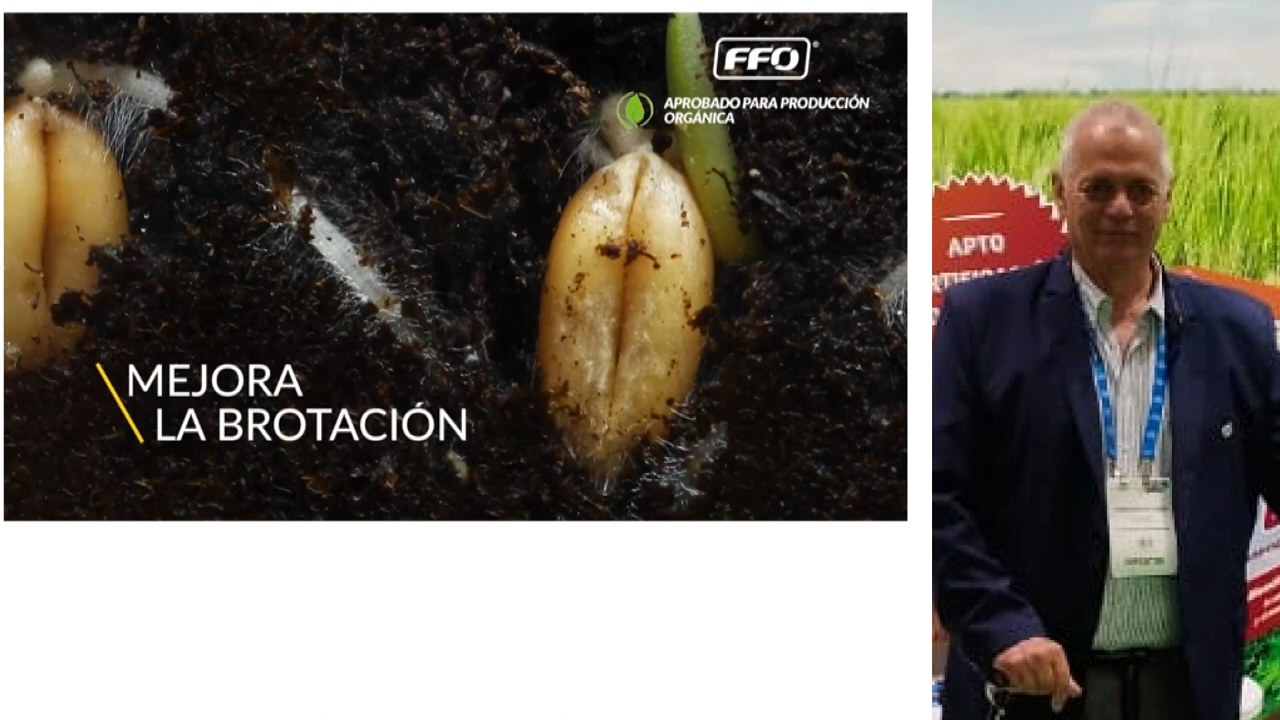 FFO
APROBADO PARA PRODUCCIÓN
ORGÁNICA
MEJORA
LA BROTACIÓN
APTO